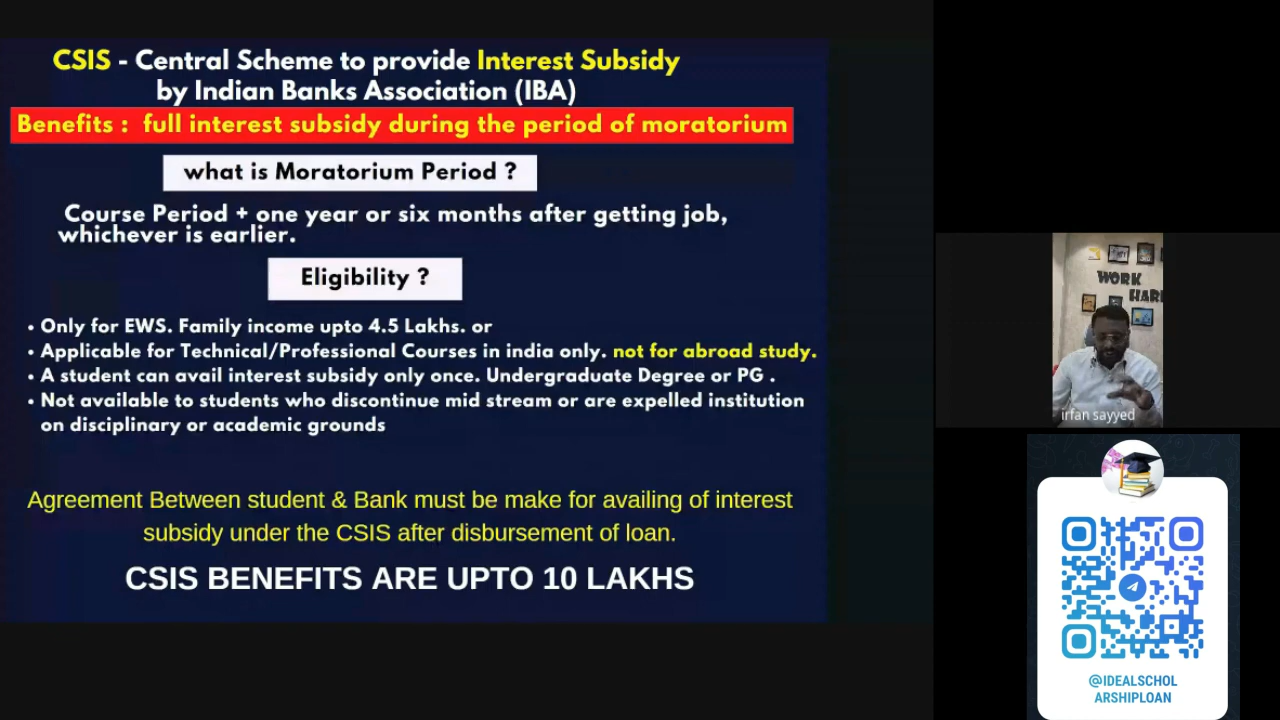 CSIS - Central Scheme to provide Interest Subsidy
by Indian Banks Association (IBA)
Benefits : full interest subsidy during the period of moratorium
what is Moratorium Period ?
Course Period + one year or six months after getting job,
whichever is earlier.
Eligibility ?
• Only for EWS. Family income upto 4.5 Lakhs. or
• Applicable for Technical/Professional Courses in india only. not for abroad study.
• A student can avail interest subsidy only once. Undergraduate Degree or PG .
• Not available to students who discontinue mid stream or are expelled institution
on disciplinary or academic grounds
Agreement Between student & Bank must be make for availing of interest
subsidy under the CSIS after disbursement of loan.
CSIS BENEFITS ARE UPTO 10 LAKHS
WORK
HAR
irfan sayyed
@IDEALSCHOL
ARSHIPLOAN